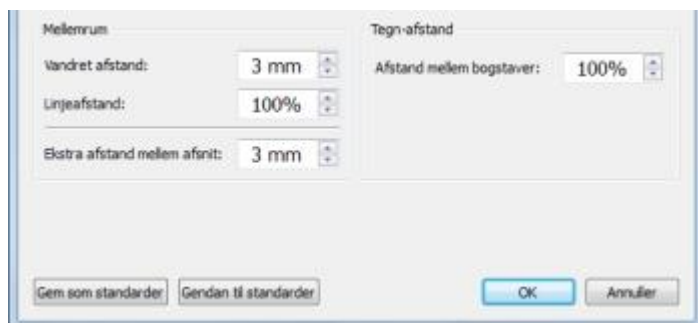 Mellemrum
Vandret afstand: 3 mm
Linjeafstand: 100%
Ekstra afstand mellem afsnit: 3 mm
Tegn-afstand
Afstand mellem bogstaver: 100%
Gem som standarder Gendan til standarder OK Annuller